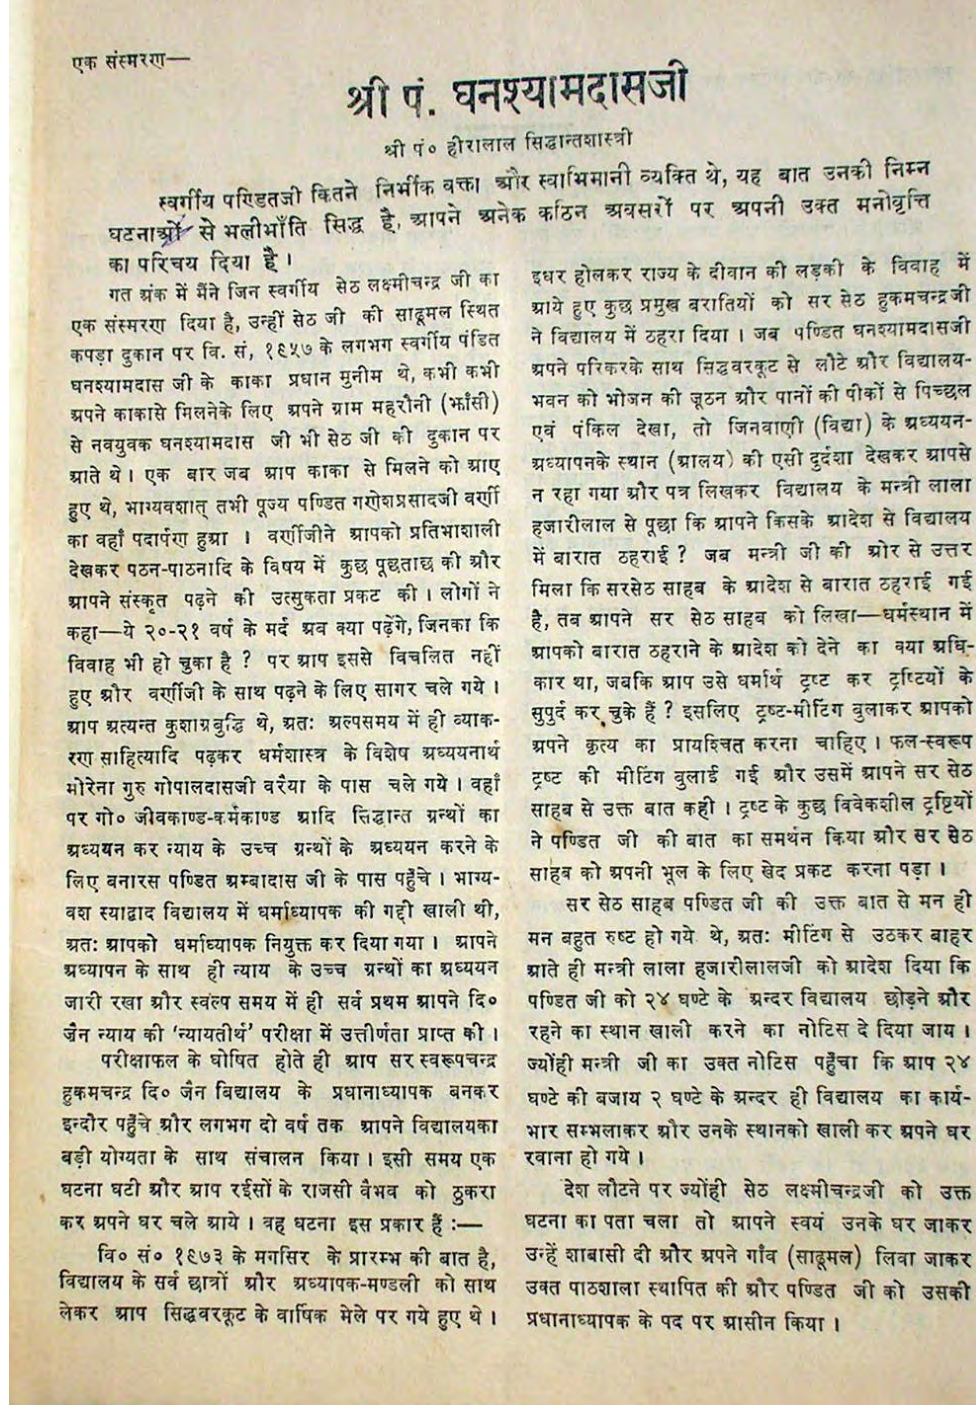 एक संस्मरण—
श्री पं. घनश्यामदासजी
श्री पं० हीरालाल सिद्धान्तशास्त्री
स्वर्गीय पण्डितजी कितने निर्भीक वक्ता और स्वाभिमानी व्यक्ति थे, यह बात उनकी निम्न
घटनाओं से भलीभाँति सिद्ध है, आपने अनेक कठिन अवसरों पर अपनी उक्त मनोवृत्ति
का परिचय दिया है।
गत अंक में मैंने जिन स्वर्गीय सेठ लक्ष्मीचन्द्र जी का
एक संस्मरण दिया है, उन्हीं सेठ जी की साढूमल स्थित
कपड़ा दुकान पर वि. सं, १९५७ के लगभग स्वर्गीय पंडित
घनश्यामदास जी के काका प्रधान मुनीम थे, कभी कभी
अपने काकासे मिलनेके लिए अपने ग्राम महरौनी (झाँसी)
से नवयुवक घनश्यामदास जी भी सेठ जी की दुकान पर
आते थे। एक बार जब आप काका से मिलने को आए
हुए थे, भाग्यवशात् तभी पूज्य पण्डित गणेशप्रसादजी वर्णी
का वहाँ पदार्पण हुआ । वर्णीजीने आपको प्रतिभाशाली
देखकर पठन-पाठनादि के विषय में कुछ पूछताछ की और
आपने संस्कृत पढ़ने की उत्सुकता प्रकट की। लोगों ने
कहा—ये २०-२१ वर्ष के मर्द अब क्या पढ़ेंगे, जिनका कि
विवाह भी हो चुका है ? पर आप इससे विचलित नहीं
हुए और वर्णीजी के साथ पढ़ने के लिए सागर चले गये।
आप अत्यन्त कुशाग्रबुद्धि थे, अतः अल्पसमय में ही व्याक-
रण साहित्यादि पढ़कर धर्मशास्त्र के विशेष अध्ययनार्थ
मोरेना गुरु गोपालदासजी वरैया के पास चले गये। वहाँ
पर गो० जीवकाण्ड-कर्मकाण्ड आदि सिद्धान्त ग्रन्थों का
अध्ययन कर न्याय के उच्च ग्रन्थों के अध्ययन करने के
लिए बनारस पण्डित अम्बादास जी के पास पहुँचे। भाग्य-
वश स्याद्वाद विद्यालय में धर्माध्यापक की गद्दी खाली थी,
अतः आपको धर्माध्यापक नियुक्त कर दिया गया। आपने
अध्यापन के साथ ही न्याय के उच्च ग्रन्थों का अध्ययन
जारी रखा और स्वल्प समय में ही सर्व प्रथम आपने दि०
जैन न्याय की 'न्यायतीर्थ' परीक्षा में उत्तीर्णता प्राप्त की।
परीक्षाफल के घोषित होते ही आप सर स्वरूपचन्द्र
हुकमचन्द्र दि० जैन बिद्यालय के प्रधानाध्यापक बनकर
इन्दौर पहुँचे और लगभग दो वर्ष तक आपने विद्यालयका
बड़ी योग्यता के साथ संचालन किया। इसी समय एक
घटना घटी और आप रईसों के राजसी वैभव को ठुकरा
कर अपने घर चले आये। वह घटना इस प्रकार हैं :—
वि० सं० १९७३ के मगसिर के प्रारम्भ की बात है,
विद्यालय के सर्व छात्रों और अध्यापक-मण्डली को साथ
लेकर आप सिद्धवरकूट के वार्षिक मेले पर गये हुए थे।
इधर होलकर राज्य के दीवान की लड़की के विवाह में
आये हुए कुछ प्रमुख बरातियों को सर सेठ हुकमचन्द्रजी
ने विद्यालय में ठहरा दिया। जब पण्डित घनश्यामदासजी
अपने परिकरके साथ सिद्धवरकूट से लौटे और विद्यालय-
भवन को भोजन की जूठन और पानों की पीकों से पिच्छल
एवं पंकिल देखा, तो जिनवाणी (विद्या) के अध्ययन-
अध्यापनके स्थान (आलय) की एसी दुर्दशा देखकर आपसे
न रहा गया और पत्र लिखकर विद्यालय के मन्त्री लाला
हजारीलाल से पूछा कि आपने किसके आदेश से विद्यालय
में बारात ठहराई ? जब मन्त्री जी की ओर से उत्तर
मिला कि सरसेठ साहब के आदेश से बारात ठहराई गई
है, तब आपने सर सेठ साहब को लिखा—धर्मस्थान में
आपको बारात ठहराने के आदेश को देने का क्या अधि-
कार था, जबकि आप उसे धर्मार्थ ट्रष्ट कर ट्रष्टियों के
सुपुर्द कर चुके हैं ? इसलिए ट्रष्ट-मीटिंग बुलाकर आपको
अपने कृत्य का प्रायश्चित करना चाहिए। फल-स्वरूप
ट्रष्ट की मीटिंग बुलाई गई और उसमें आपने सर सेठ
साहब से उक्त बात कही। ट्रष्ट के कुछ विवेकशील ट्रष्टियों
ने पण्डित जी की बात का समर्थन किया और सर सेठ
साहब को अपनी भूल के लिए खेद प्रकट करना पड़ा ।
सर सेठ साहब पण्डित जी की उक्त बात से मन ही
मन बहुत रुष्ट हो गये थे, अतः मीटिंग से उठकर बाहर
आते ही मन्त्री लाला हजारीलालजी को आदेश दिया कि
पण्डित जी को २४ घण्टे के अन्दर विद्यालय छोड़ने और
रहने का स्थान खाली करने का नोटिस दे दिया जाय।
ज्योंही मन्त्री जी का उक्त नोटिस पहुँचा कि आप २४
घण्टे की बजाय २ घण्टे के अन्दर ही विद्यालय का कार्य-
भार सम्भलाकर और उनके स्थानको खाली कर अपने घर
रवाना हो गये।
देश लौटने पर ज्योंही सेठ लक्ष्मीचन्द्रजी को उक्त
घटना का पता चला तो आपने स्वयं उनके घर जाकर
उन्हें शाबासी दी और अपने गाँव (साढूमल) लिवा जाकर
उक्त पाठशाला स्थापित की और पण्डित जी को उसकी
प्रधानाध्यापक के पद पर आसीन किया।